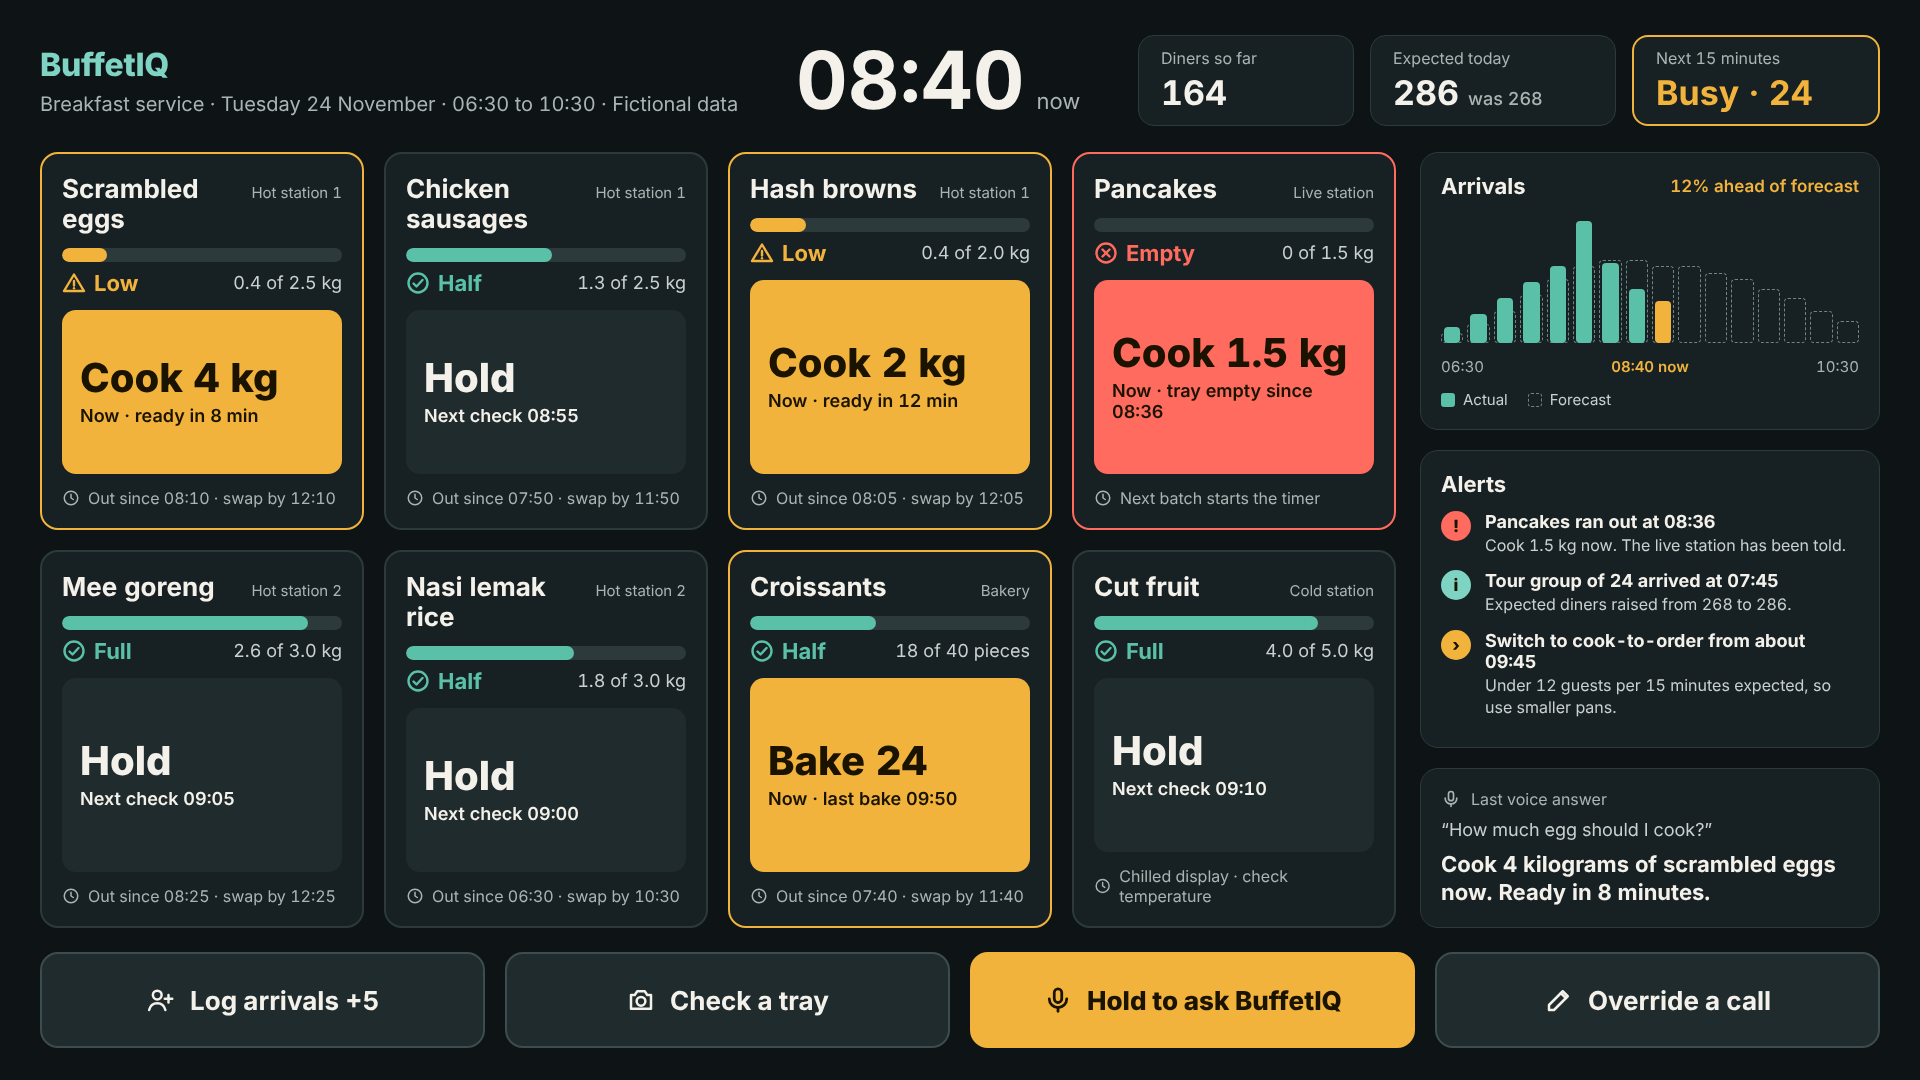 BuffetIQ
Breakfast service · Tuesday 24 November · 06:30 to 10:30 · Fictional data
08:40 now
Diners so far
164
Expected today
286 was 268
Next 15 minutes
Busy · 24
Scrambled
eggs
Hot station 1
Low
0.4 of 2.5 kg
Cook 4 kg
Now · ready in 8 min
Out since 08:10 · swap by 12:10
Chicken
sausages
Hot station 1
Half
1.3 of 2.5 kg
Hold
Next check 08:55
Out since 07:50 · swap by 11:50
Hash browns
Hot station 1
Low
0.4 of 2.0 kg
Cook 2 kg
Now · ready in 12 min
Out since 08:05 · swap by 12:05
Pancakes
Live station
Empty
0 of 1.5 kg
Cook 1.5 kg
Now · tray empty since
08:36
Next batch starts the timer
Mee goreng
Hot station 2
Full
2.6 of 3.0 kg
Hold
Next check 09:05
Out since 08:25 · swap by 12:25
Nasi lemak
rice
Hot station 2
Half
1.8 of 3.0 kg
Hold
Next check 09:00
Out since 06:30 · swap by 10:30
Croissants
Bakery
Half
18 of 40 pieces
Bake 24
Now · last bake 09:50
Out since 07:40 · swap by 11:40
Cut fruit
Cold station
Full
4.0 of 5.0 kg
Hold
Next check 09:10
Chilled display · check
temperature
Arrivals
12% ahead of forecast
06:30
08:40 now
10:30
Actual
Forecast
Alerts
!
Pancakes ran out at 08:36
Cook 1.5 kg now. The live station has been told.
i
Tour group of 24 arrived at 07:45
Expected diners raised from 268 to 286.
›
Switch to cook-to-order from about
09:45
Under 12 guests per 15 minutes expected, so
use smaller pans.
Last voice answer
“How much egg should I cook?”
Cook 4 kilograms of scrambled eggs
now. Ready in 8 minutes.
Log arrivals +5
Check a tray
Hold to ask BuffetIQ
Override a call